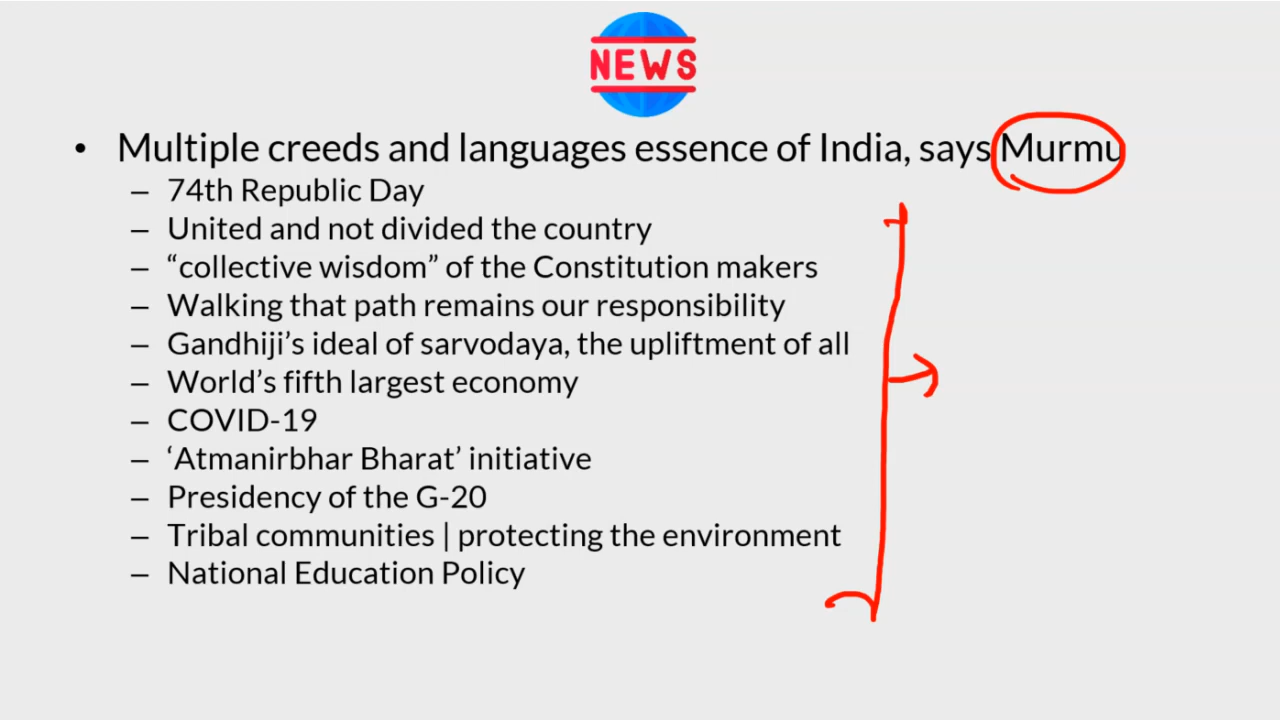 NEWS
• Multiple creeds and languages essence of India, says Murmu
– 74th Republic Day
– United and not divided the country
– “collective wisdom” of the Constitution makers
– Walking that path remains our responsibility
– Gandhiji’s ideal of sarvodaya, the upliftment of all
– World’s fifth largest economy
– COVID-19
– ‘Atmanirbhar Bharat’ initiative
– Presidency of the G-20
– Tribal communities | protecting the environment
– National Education Policy